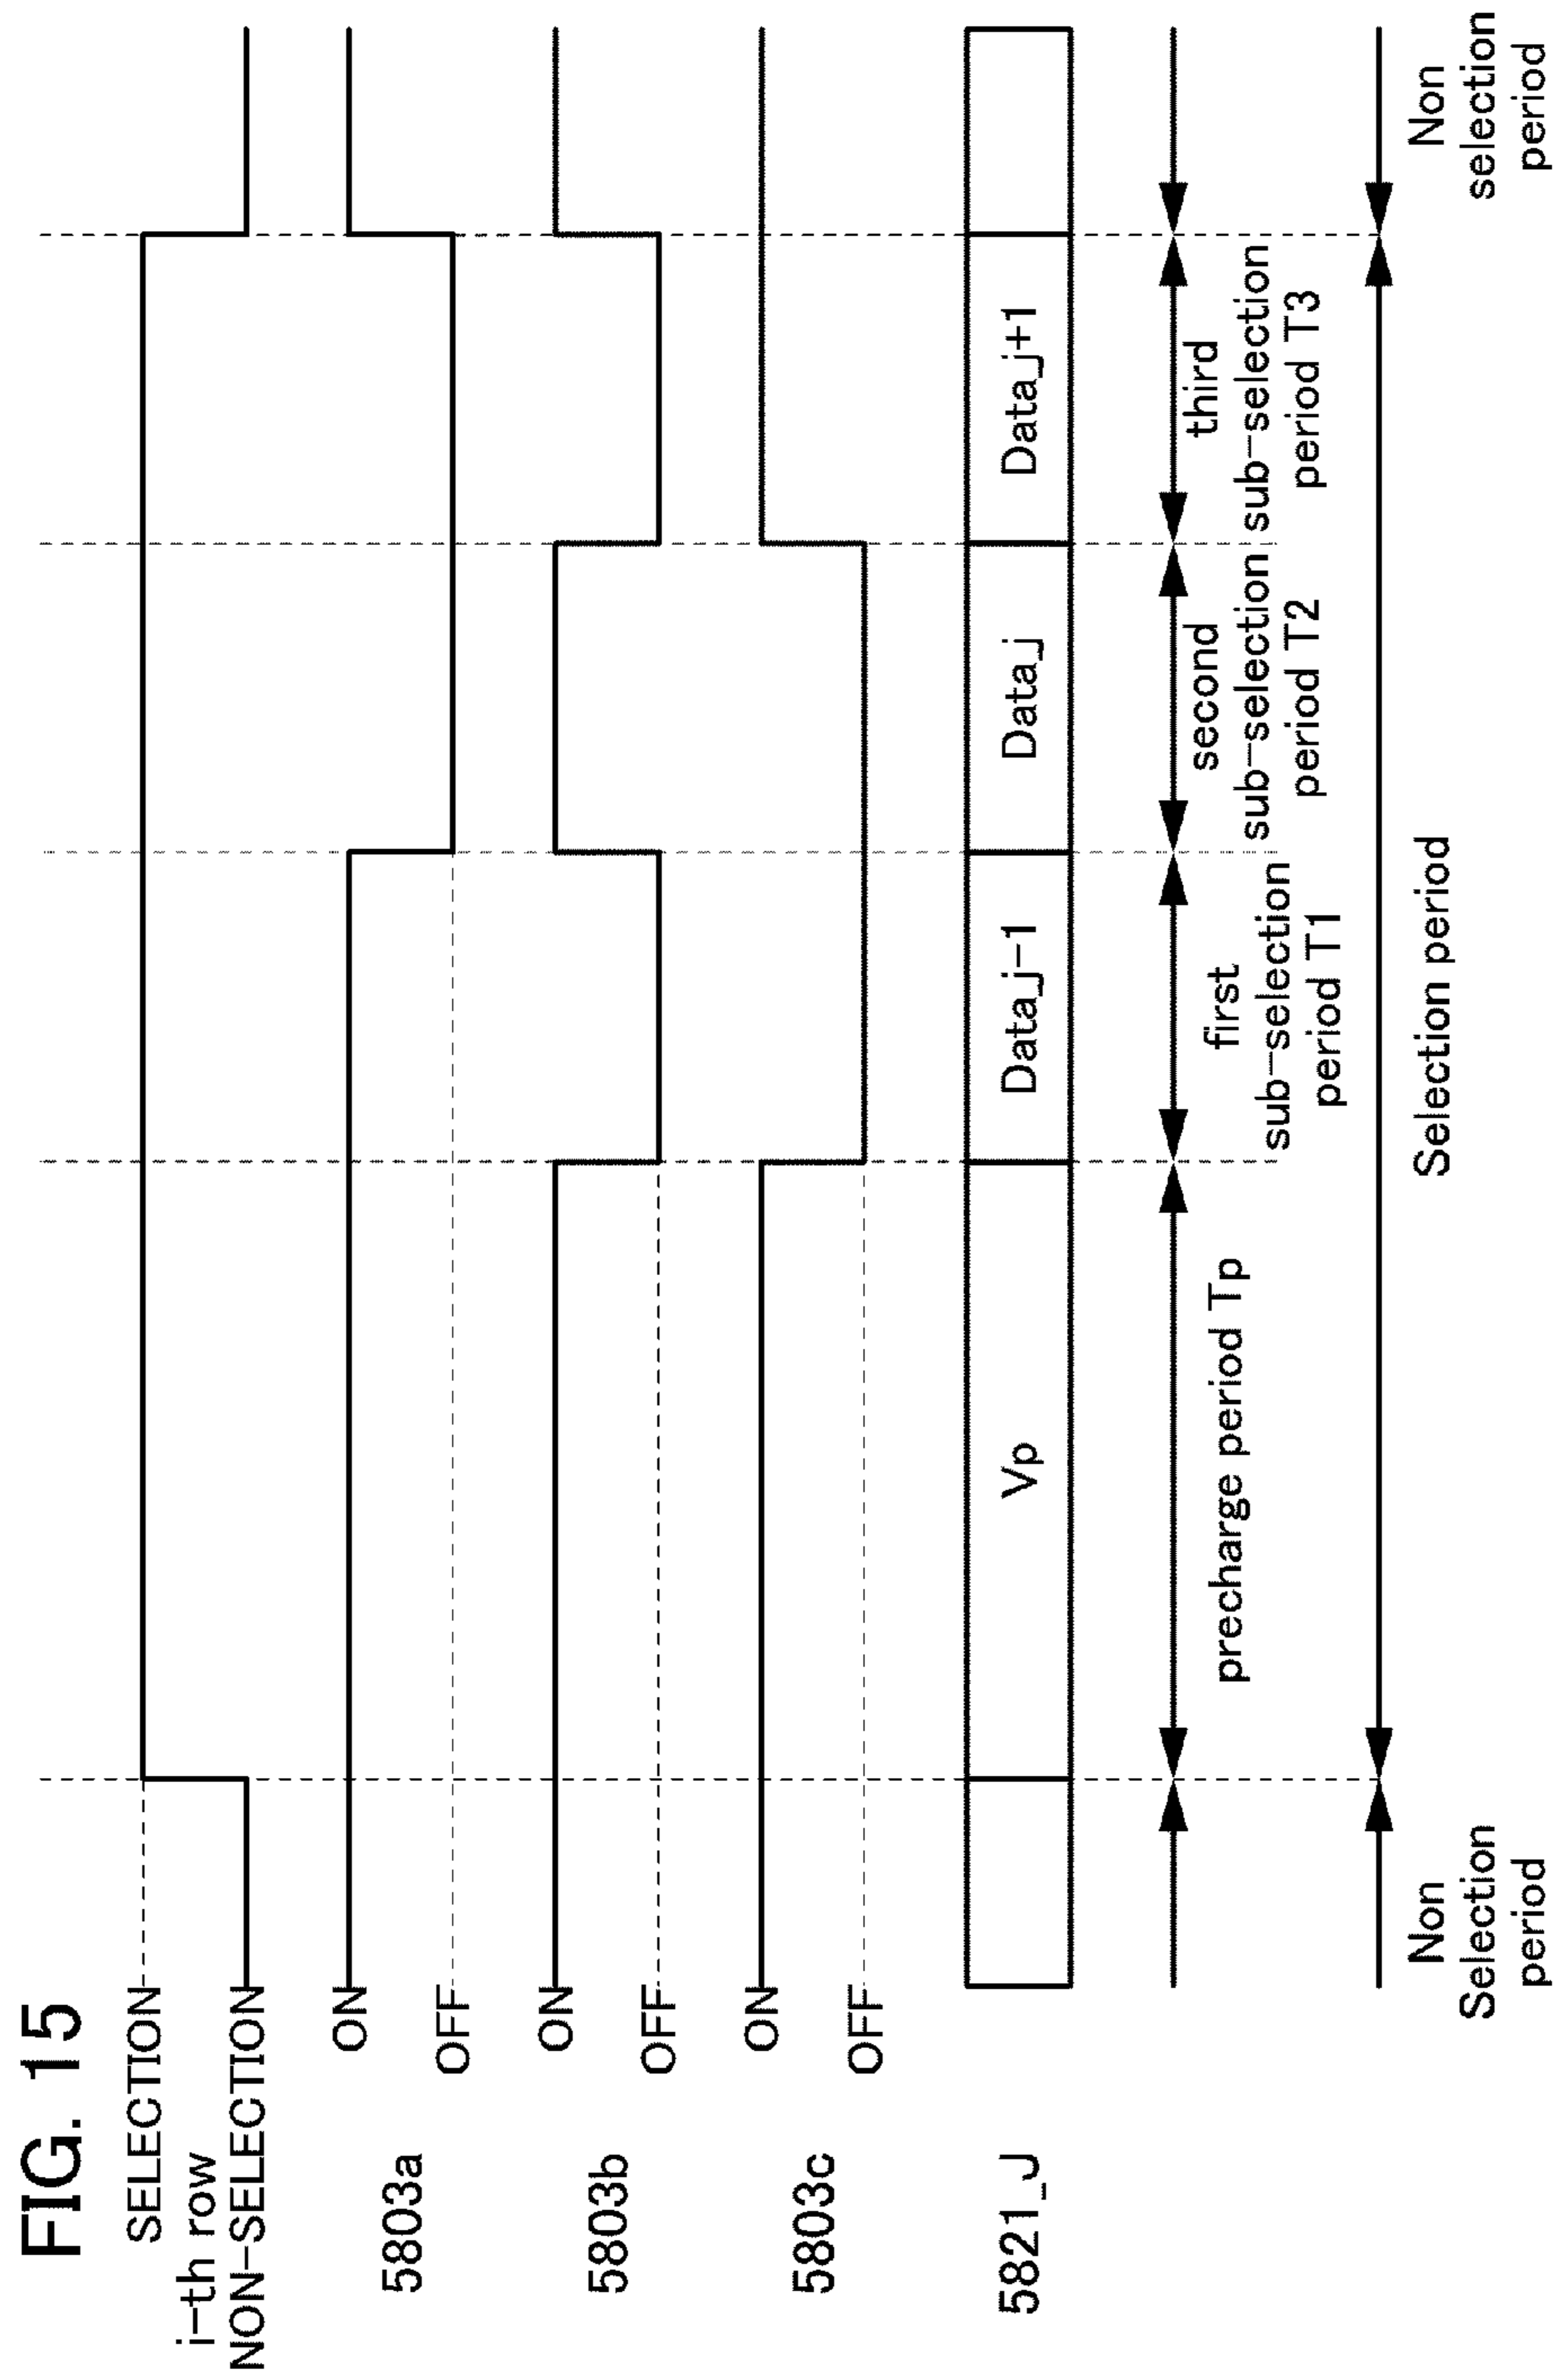 FIG. 15
SELECTION
i-th row
NON-SELECTION
ON
5803a
OFF
ON
5803b
OFF
ON
5803c
OFF
5821_J
Vp
Data_j-1
Data_j
Data_j+1
precharge period Tp
first
sub-selection
period T1
second
sub-selection
period T2
third
sub-selection
period T3
Non
Selection
period
Selection period
Non
selection
period